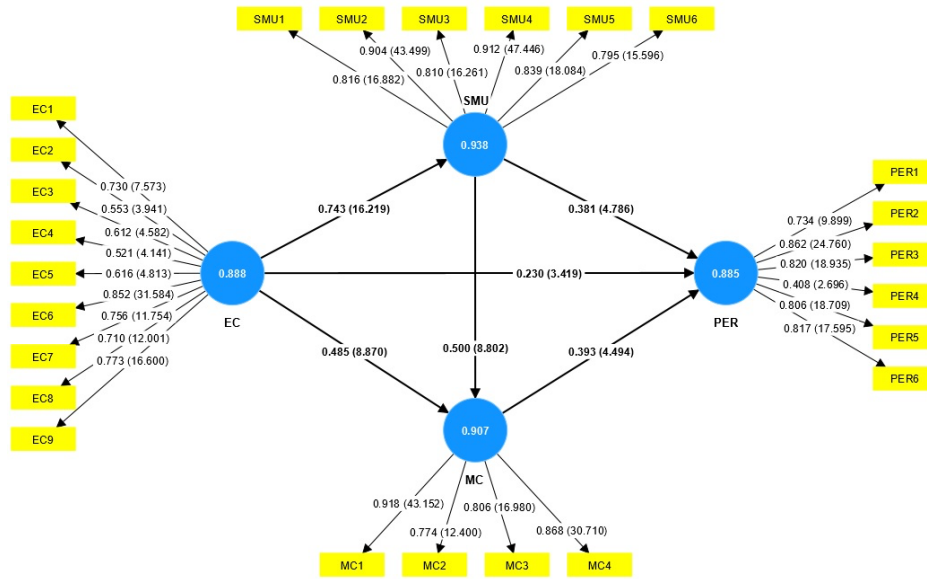 SMU1
SMU2
SMU3
SMU4
SMU5
SMU6
0.816 (16.882)
0.904 (43.499)
0.810 (16.261)
0.912 (47.446)
0.839 (18.084)
0.795 (15.596)
SMU
0.938
EC1
EC2
EC3
EC4
EC5
EC6
EC7
EC8
EC9
0.730 (7.573)
0.553 (3.941)
0.612 (4.582)
0.521 (4.141)
0.616 (4.813)
0.852 (31.584)
0.756 (11.754)
0.710 (12.001)
0.773 (16.600)
0.888
EC
0.743 (16.219)
0.381 (4.786)
0.230 (3.419)
0.485 (8.870)
0.500 (8.802)
0.393 (4.494)
0.885
PER
0.734 (9.899)
0.862 (24.760)
0.820 (18.935)
0.408 (2.696)
0.806 (18.709)
0.817 (17.595)
PER1
PER2
PER3
PER4
PER5
PER6
0.907
MC
0.918 (43.152)
0.774 (12.400)
0.806 (16.980)
0.868 (30.710)
MC1
MC2
MC3
MC4